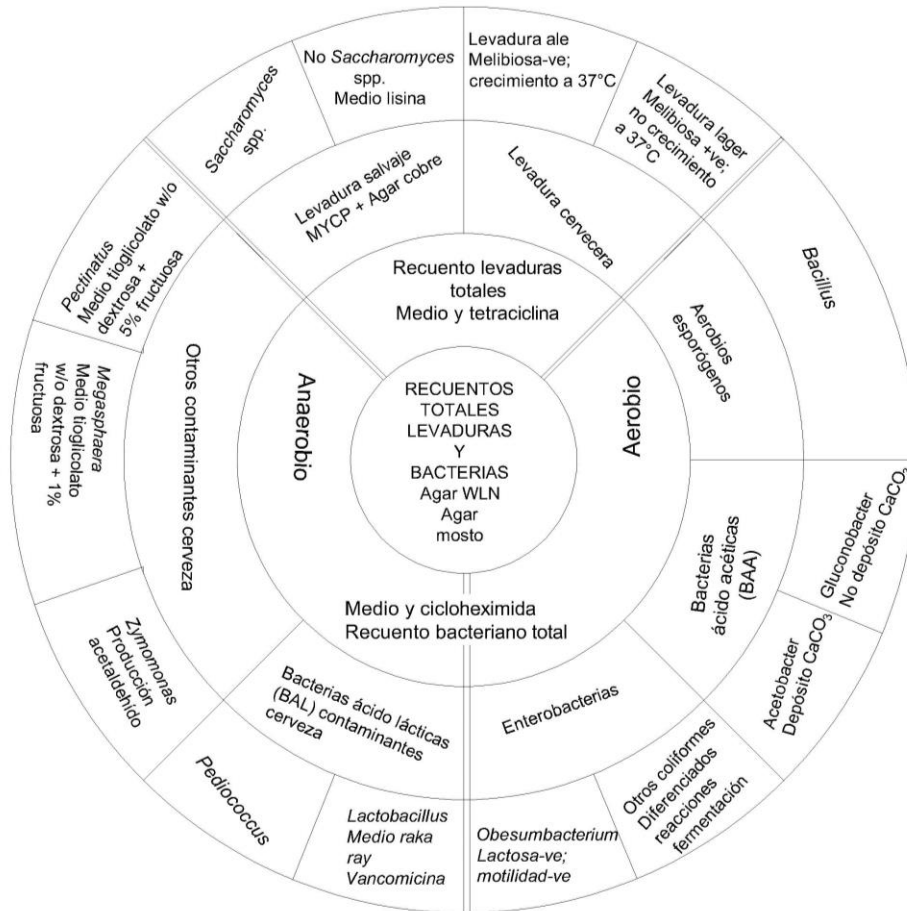 RECUENTOS
TOTALES
LEVADURAS
Y
BACTERIAS
Agar WLN
Agar
mosto
Recuento levaduras
totales
Medio y tetraciclina
Aerobio
Medio y cicloheximida
Recuento bacteriano total
Anaerobio
Levadura salvaje
MYCP + Agar cobre
Levadura cervecera
Aerobios
esporógenos
Bacterias
ácido acéticas
(BAA)
Enterobacterias
Bacterias ácido lácticas
(BAL) contaminantes
cerveza
Otros contaminantes cerveza
Saccharomyces
spp.
No Saccharomyces
spp.
Medio lisina
Levadura ale
Melibiosa-ve;
crecimiento a 37°C
Levadura lager
Melibiosa +ve;
no crecimiento
a 37°C
Bacillus
Gluconobacter
No depósito CaCO3
Acetobacter
Depósito CaCO3
Otros coliformes
Diferenciados
reacciones
fermentación
Obesumbacterium
Lactosa-ve;
motilidad-ve
Lactobacillus
Medio raka
ray
Vancomicina
Pediococcus
Zymomonas
Producción
acetaldehido
Megasphaera
Medio tioglicolato
w/o dextrosa + 1%
fructuosa
Pectinatus
Medio tioglicolato w/o
dextrosa +
5% fructuosa